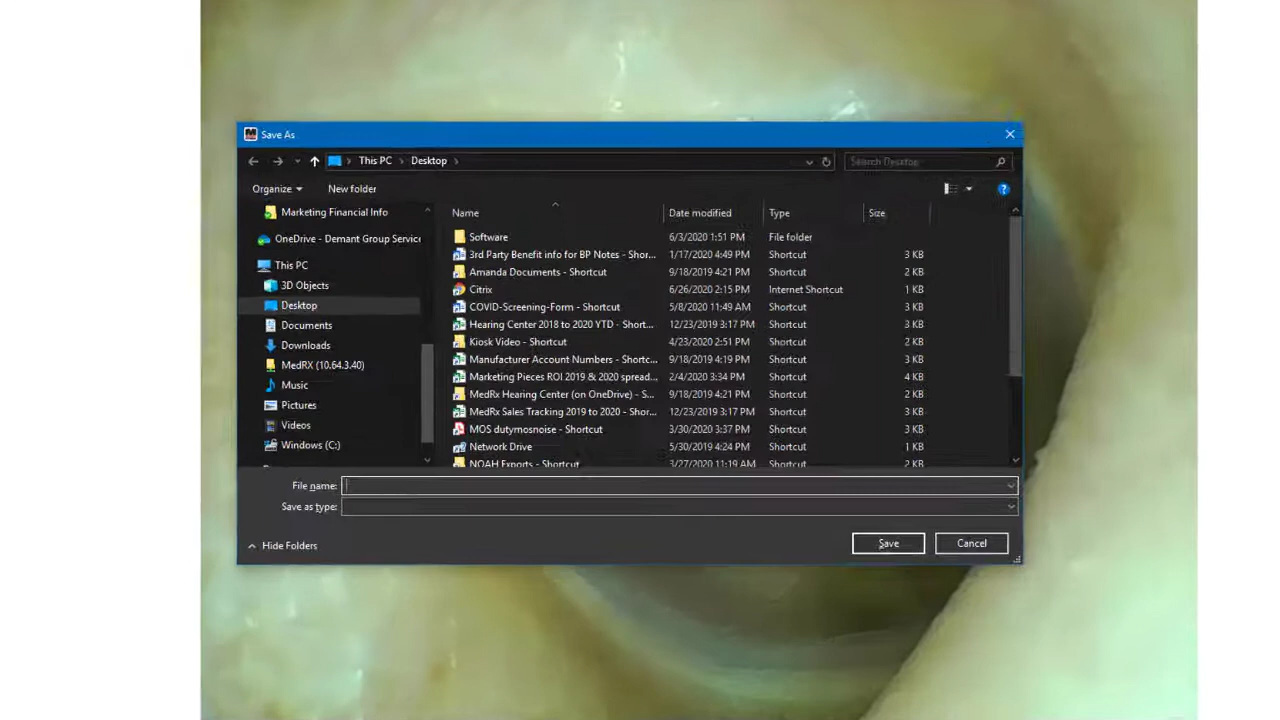 Save As
This PC > Desktop >
Search Desktop
Organize
New folder
Name Date modified Type Size
Marketing Financial Info
OneDrive - Demant Group Servic
This PC
3D Objects
Desktop
Documents
Downloads
MedRX (10.64.3.40)
Music
Pictures
Videos
Windows (C:)
Software 6/3/2020 1:51 PM File folder
3rd Party Benefit info for BP Notes - Shor... 1/17/2020 4:49 PM Shortcut 3 KB
Amanda Documents - Shortcut 9/18/2019 4:21 PM Shortcut 2 KB
Citrix 6/26/2020 2:15 PM Internet Shortcut 1 KB
COVID-Screening-Form - Shortcut 5/8/2020 11:49 AM Shortcut 3 KB
Hearing Center 2018 to 2020 YTD - Short... 12/23/2019 3:17 PM Shortcut 3 KB
Kiosk Video - Shortcut 4/23/2020 2:51 PM Shortcut 2 KB
Manufacturer Account Numbers - Shortc... 9/18/2019 4:19 PM Shortcut 3 KB
Marketing Pieces ROI 2019 & 2020 spread... 2/4/2020 3:34 PM Shortcut 4 KB
MedRx Hearing Center (on OneDrive) - S... 9/18/2019 4:21 PM Shortcut 2 KB
MedRx Sales Tracking 2019 to 2020 - Shor... 12/23/2019 3:17 PM Shortcut 3 KB
MOS dutymosnoise - Shortcut 3/30/2020 3:37 PM Shortcut 3 KB
Network Drive 5/30/2019 4:24 PM Shortcut 1 KB
NOAH Exports - Shortcut 3/27/2020 11:19 AM Shortcut 2 KB
File name:
Save as type:
Hide Folders
Save
Cancel